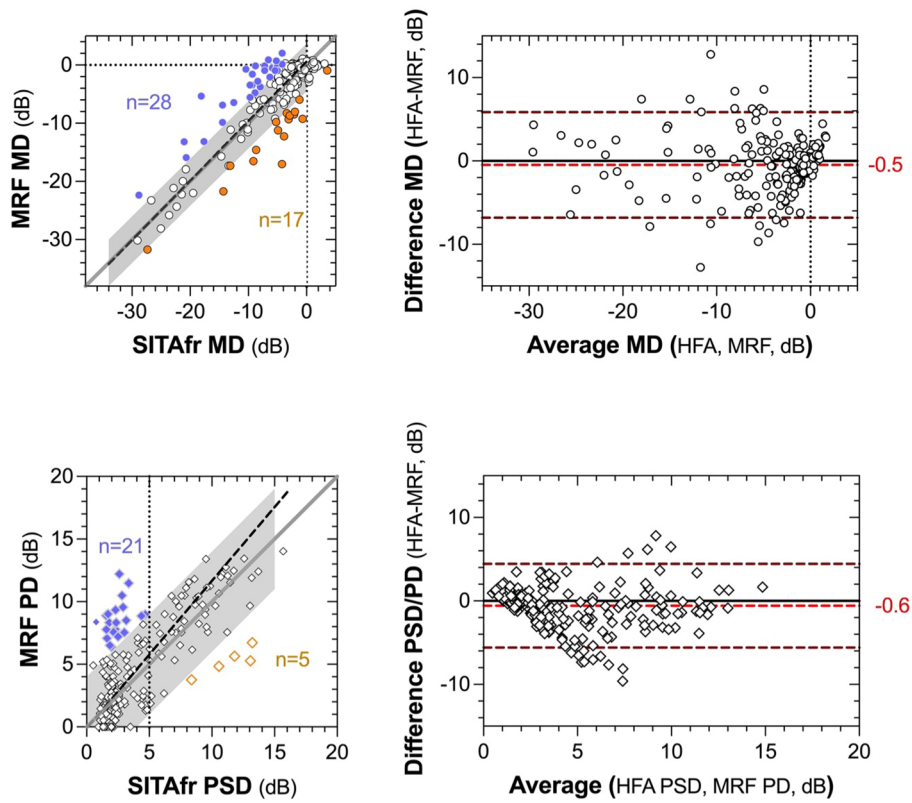 MRF MD (dB)
0
-10
-20
-30
n=28
n=17
-30 -20 -10 0
SITAfr MD (dB)
Difference MD (HFA-MRF, dB)
10
0
-10
-0.5
-30 -20 -10 0
Average MD (HFA, MRF, dB)
MRF PD (dB)
20
15
10
5
0
n=21
n=5
0 5 10 15 20
SITAfr PSD (dB)
Difference PSD/PD (HFA-MRF, dB)
10
0
-10
-0.6
0 5 10 15 20
Average (HFA PSD, MRF PD, dB)